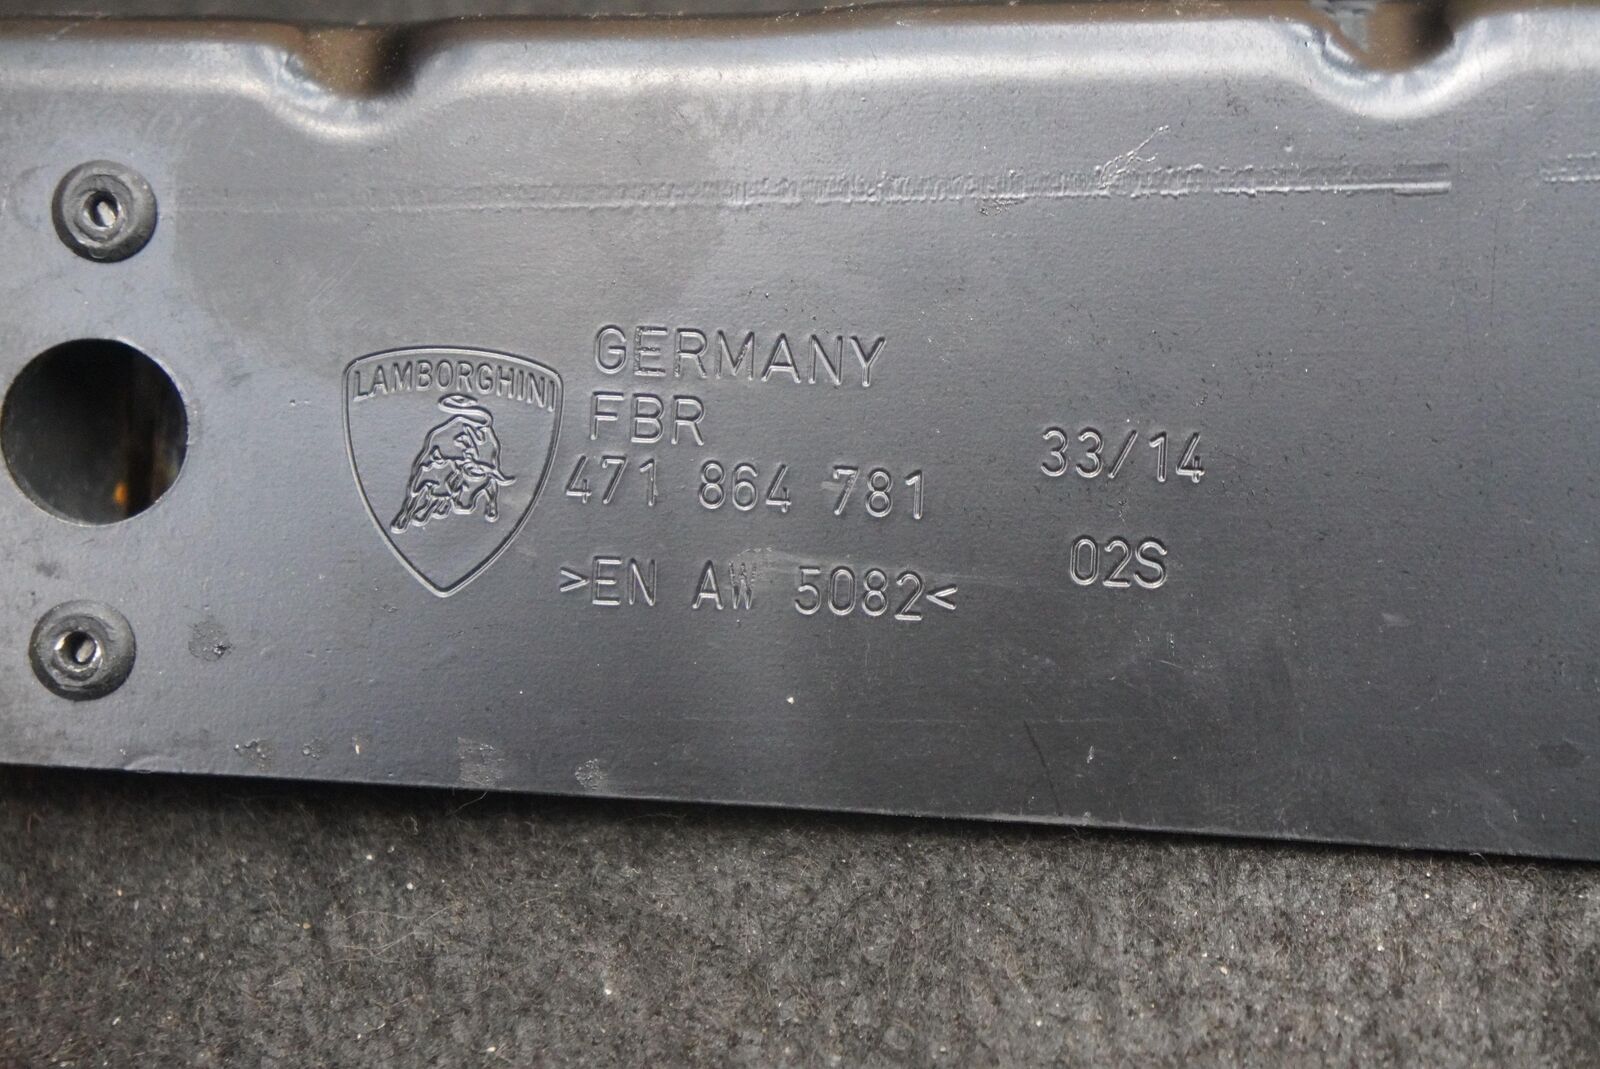 LAMBORGHINI
GERMANY
FBR
471 864 781
>EN AW 5082<
33/14
02S